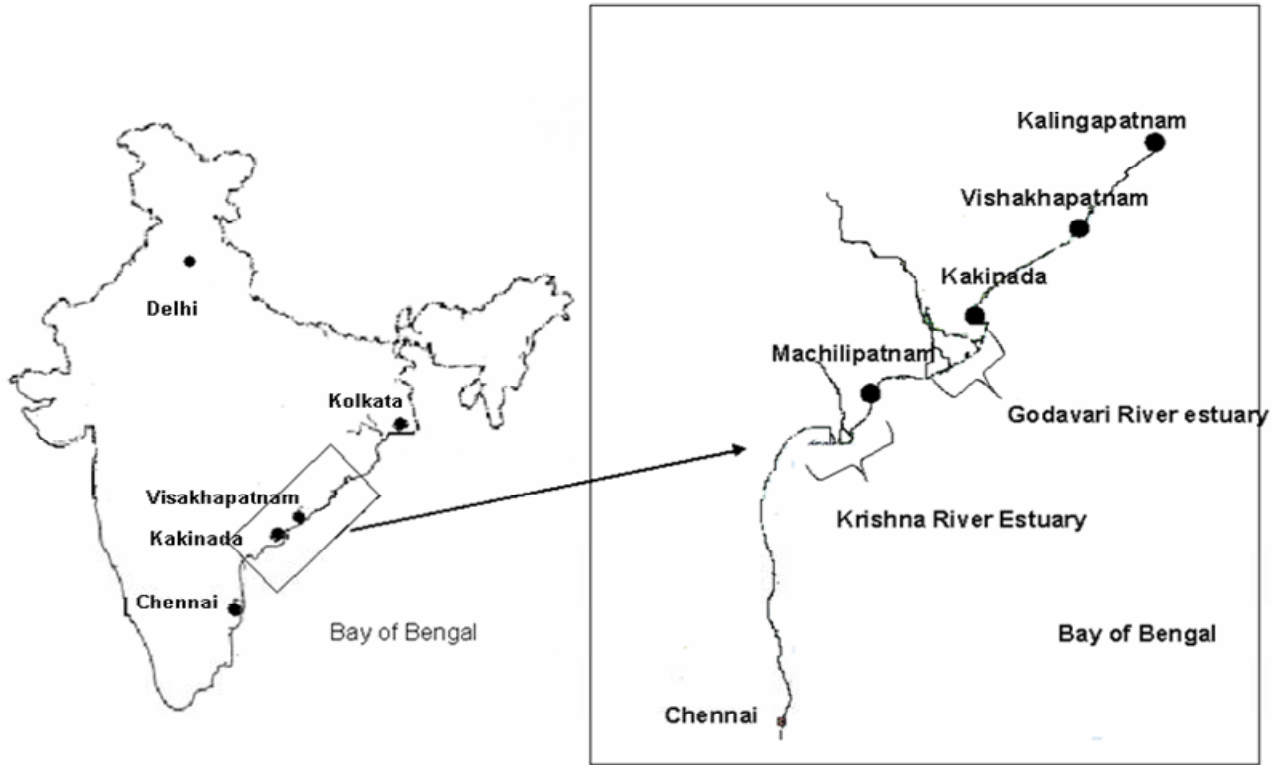 Delhi
Kolkata
Visakhapatnam
Kakinada
Chennai
Bay of Bengal
Kalingapatnam
Vishakhapatnam
Kakinada
Machilipatnam
Godavari River estuary
Krishna River Estuary
Bay of Bengal
Chennai